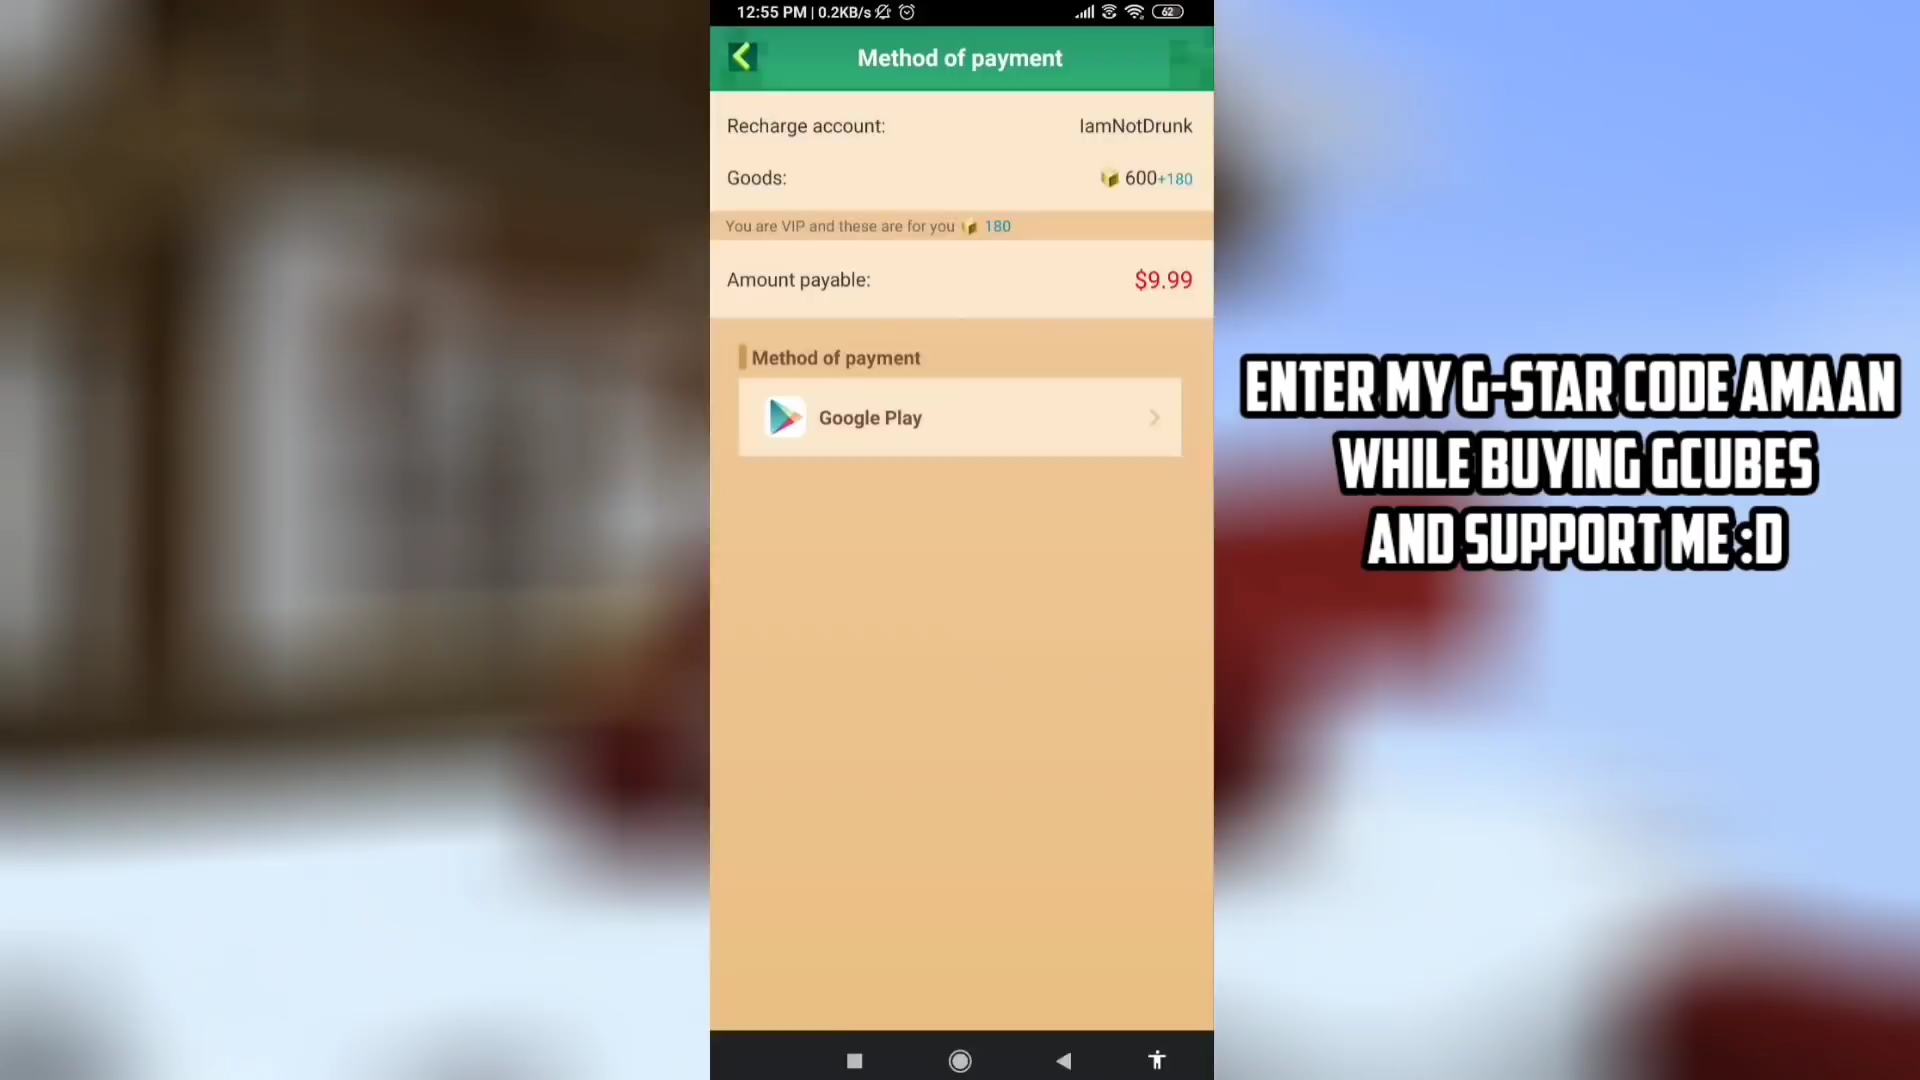 12:55 PM | 0.2KB/s
62
Method of payment
Recharge account: IamNotDrunk
Goods: 600+180
You are VIP and these are for you 180
Amount payable: $9.99
Method of payment
Google Play
ENTER MY G-STAR CODE AMAAN
WHILE BUYING GCUBES
AND SUPPORT ME :D